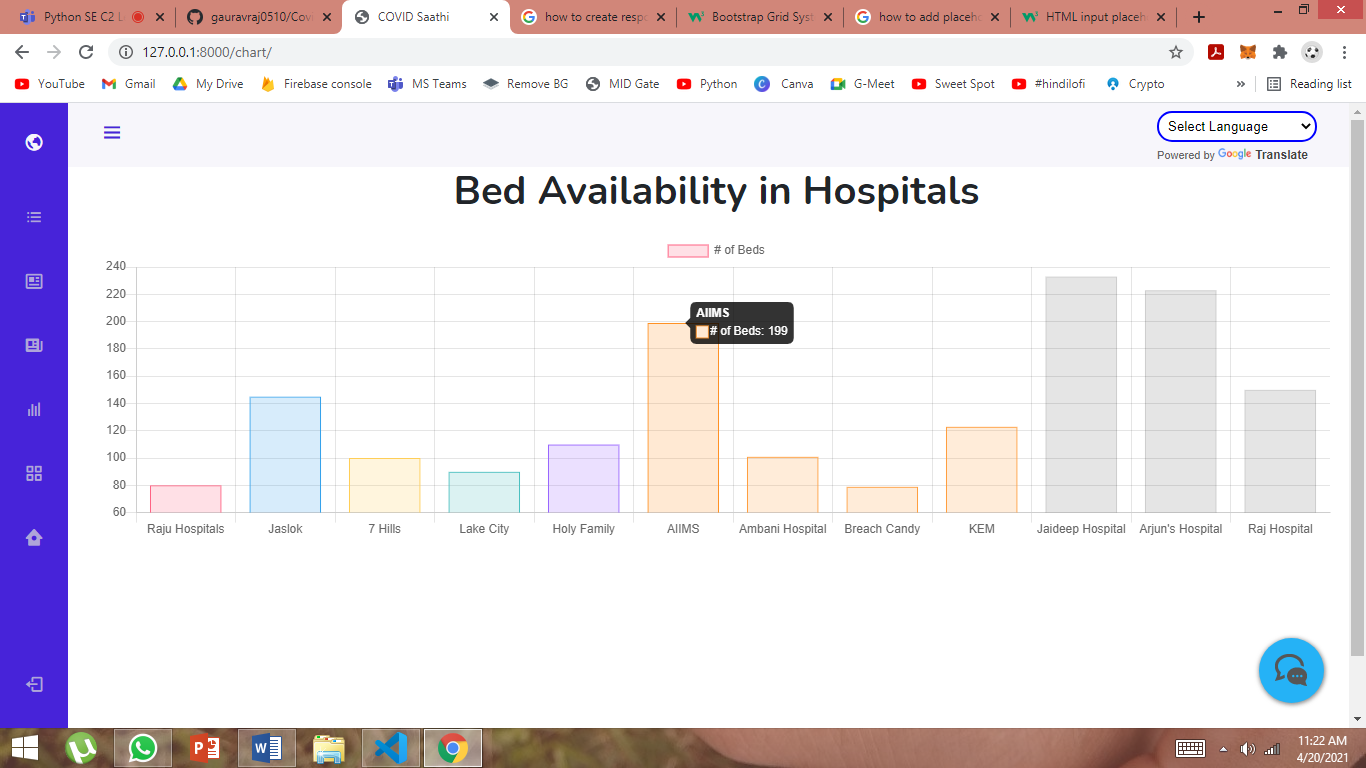 Python SE C2 L
gauravraj0510/Covi
COVID Saathi
how to create respo
Bootstrap Grid Syst
how to add placeho
HTML input placeh
127.0.0.1:8000/chart/
YouTube Gmail My Drive Firebase console MS Teams Remove BG MID Gate Python Canva G-Meet Sweet Spot #hindilofi Crypto » Reading list
Select Language
Powered by Google Translate
Bed Availability in Hospitals
# of Beds
240
220
200
180
160
140
120
100
80
60
AIIMS
# of Beds: 199
Raju Hospitals Jaslok 7 Hills Lake City Holy Family AIIMS Ambani Hospital Breach Candy KEM Jaideep Hospital Arjun's Hospital Raj Hospital
11:22 AM
4/20/2021